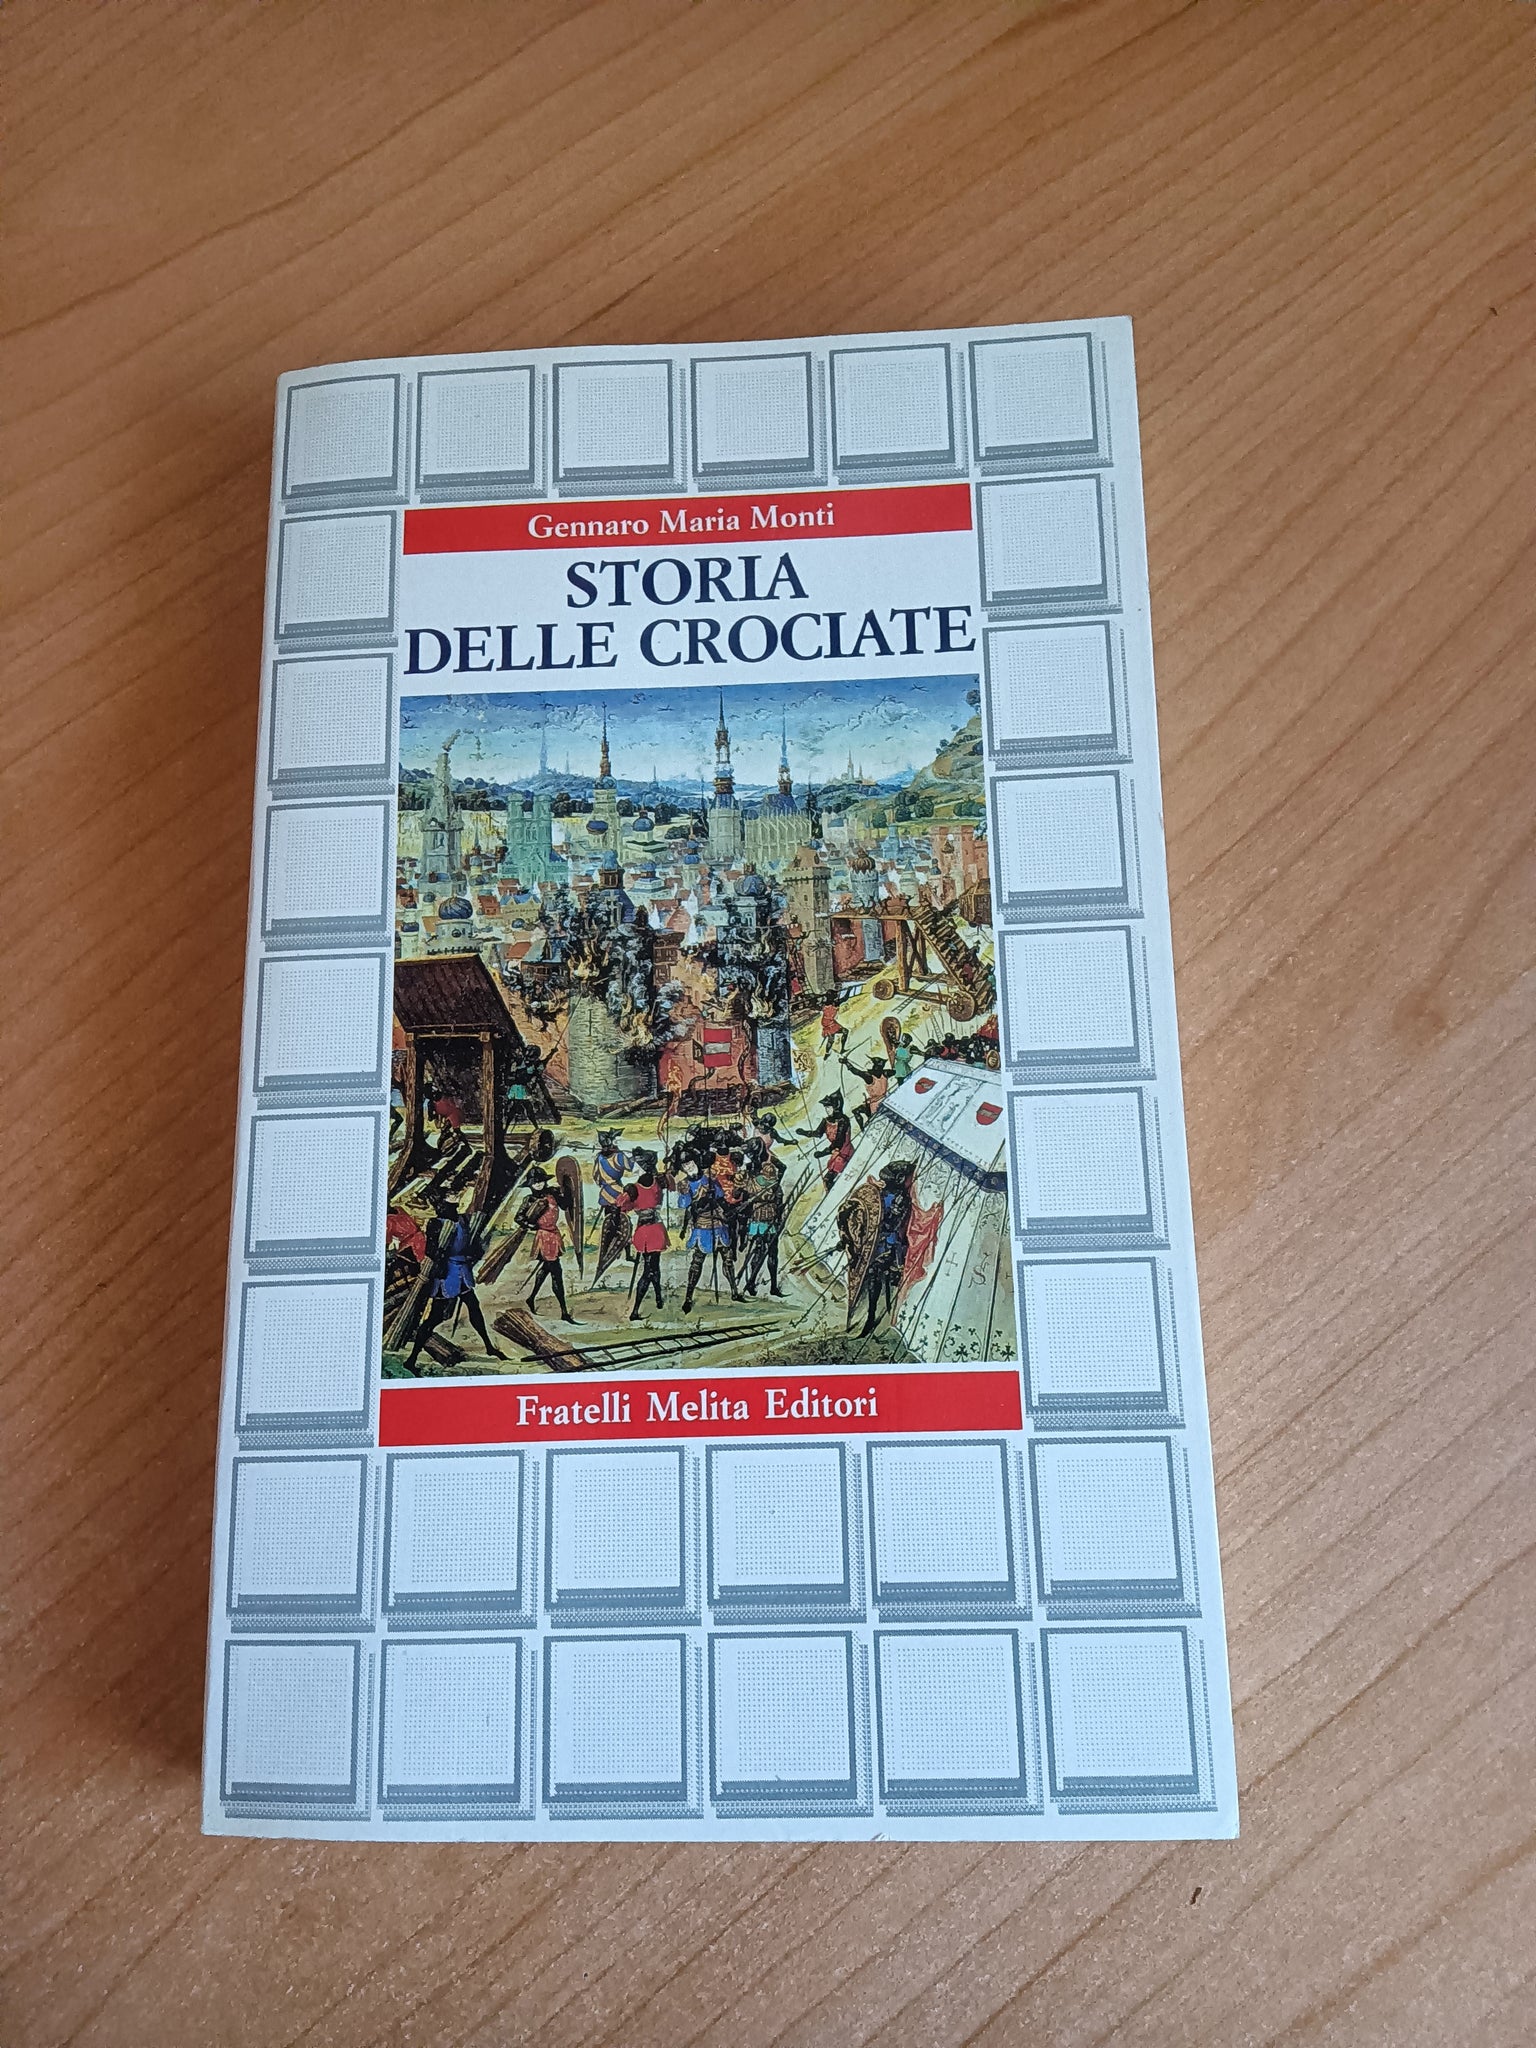 Gennaro Maria Monti
STORIA
DELLE CROCIATE
Fratelli Melita Editori